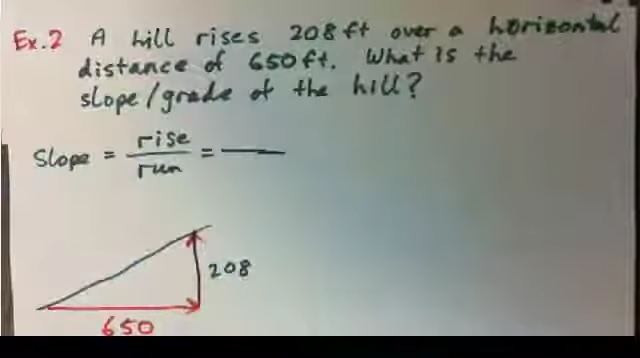 Ex.2 A hill rises 208 ft over a horizontal
distance of 650 ft. What is the
slope/grade of the hill?
Slope = rise/run = —
208
650